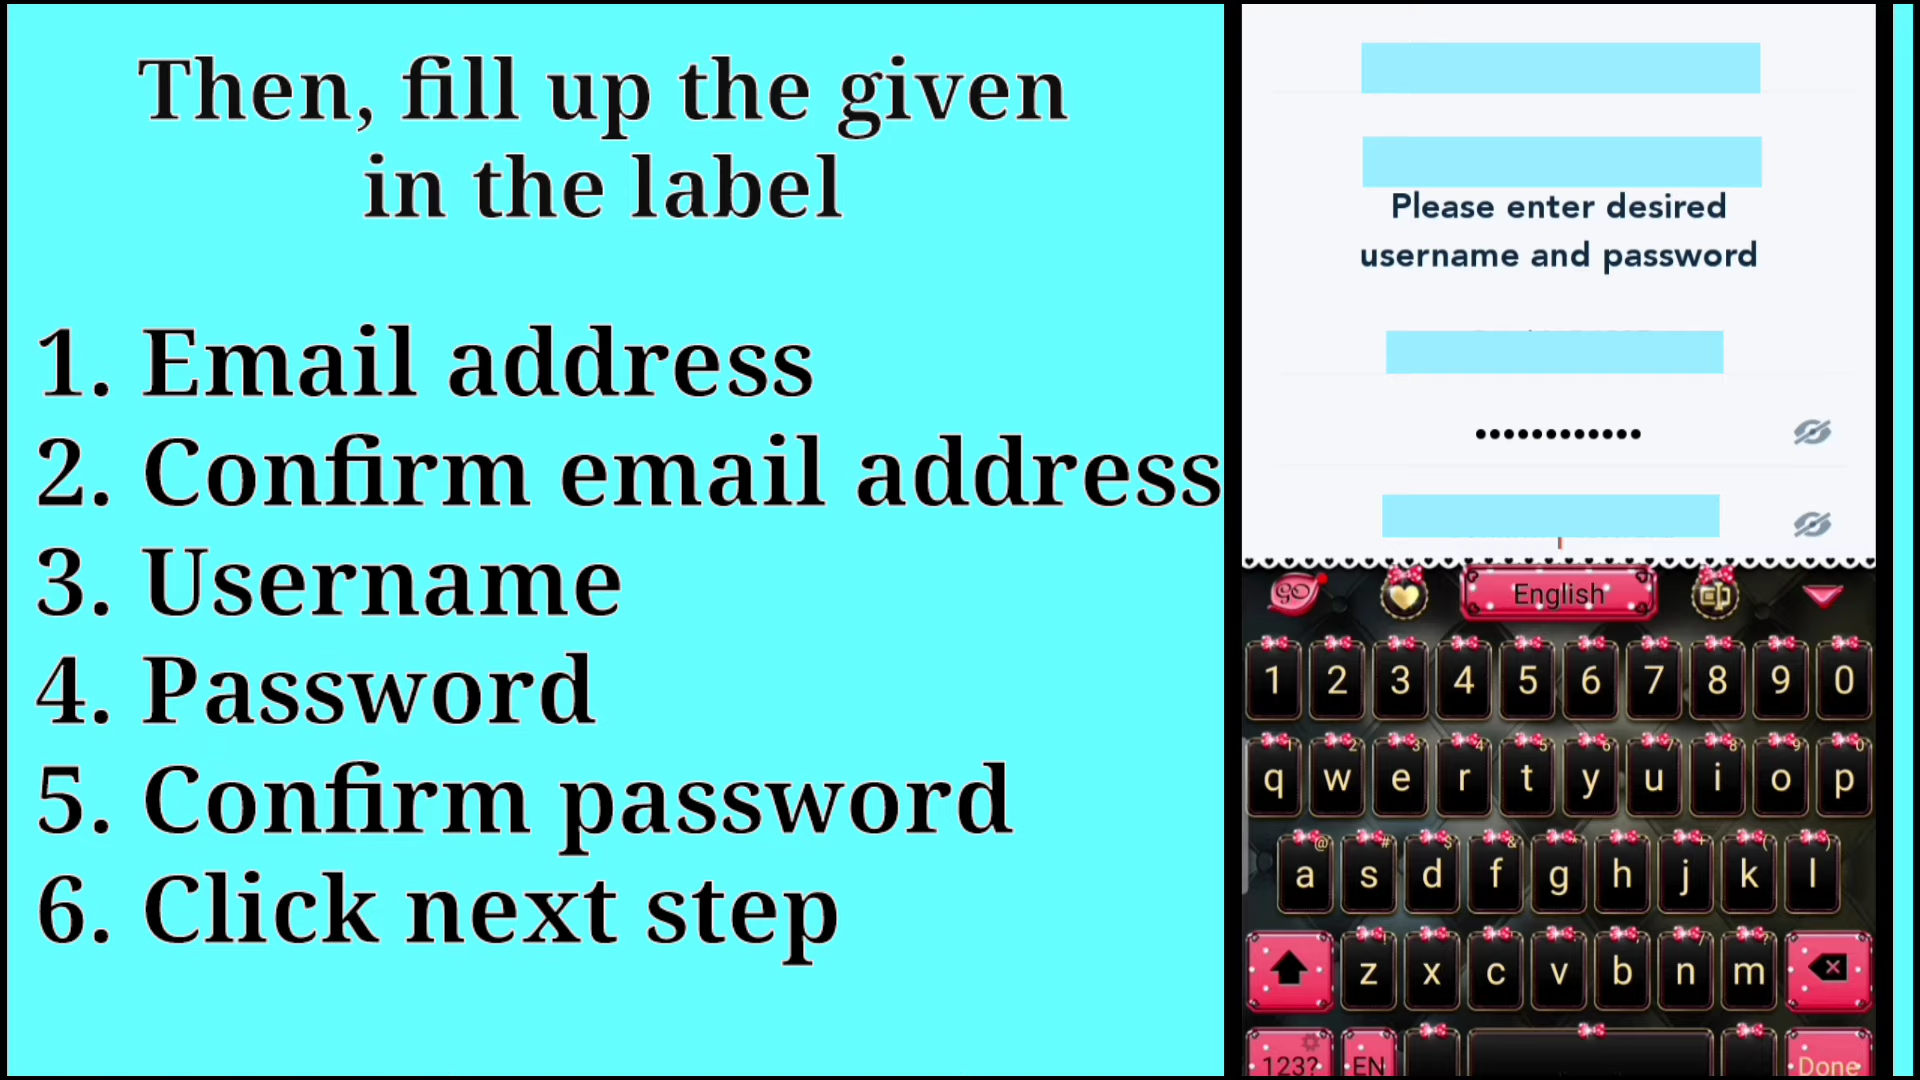 Then, fill up the given
in the label
1. Email address
2. Confirm email address
3. Username
4. Password
5. Confirm password
6. Click next step
Please enter desired
username and password
••••••••••••
GO
English
1 2 3 4 5 6 7 8 9 0
q w e r t y u i o p
a s d f g h j k l
z x c v b n m
123? EN Done